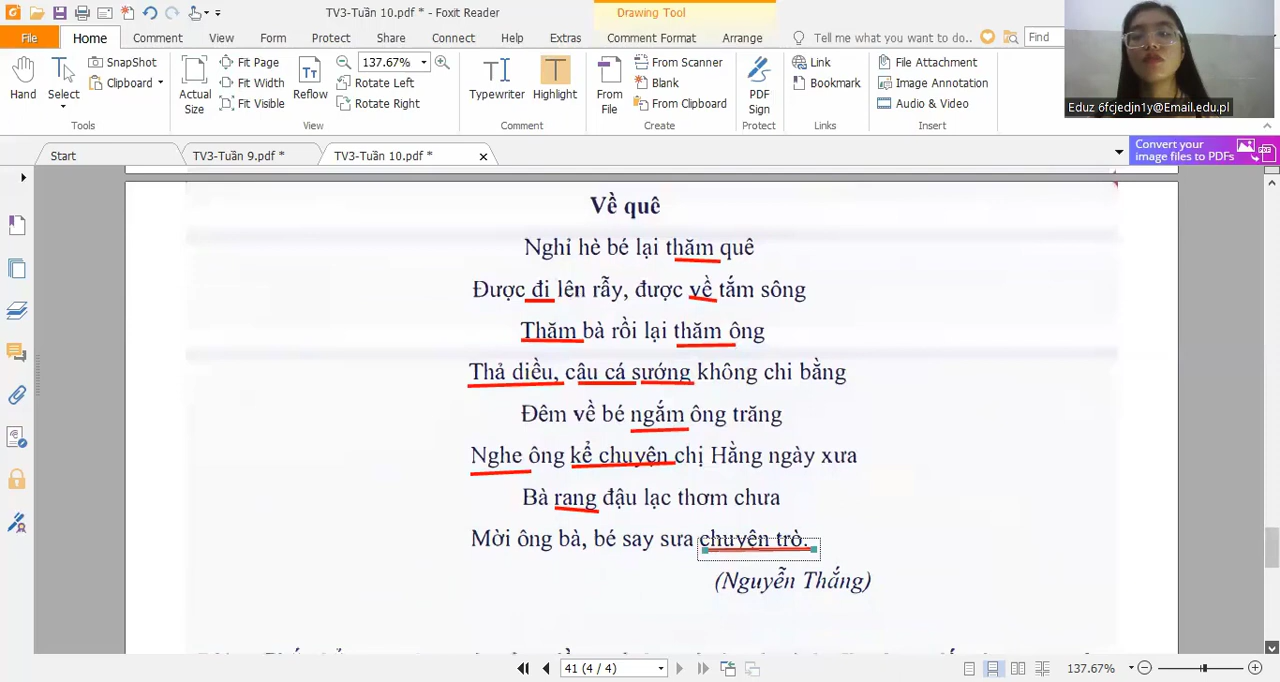 TV3-Tuần 10.pdf * - Foxit Reader
Drawing Tool
File Home Comment View Form Protect Share Connect Help Extras Comment Format Arrange Tell me what you want to do.. Find
Hand
Select
SnapShot
Clipboard
Tools
Actual Size
Fit Page
Fit Width
Fit Visible
Reflow
137.67%
Rotate Left
Rotate Right
View
Typewriter
Highlight
Comment
From File
From Scanner
Blank
From Clipboard
Create
PDF Sign
Protect
Link
Bookmark
Links
File Attachment
Image Annotation
Audio & Video
Insert
Eduz 6fcjedjn1y@Email.edu.pl
Start
TV3-Tuần 9.pdf *
TV3-Tuần 10.pdf *
Convert your
image files to PDFs
Về quê
Nghỉ hè bé lại thăm quê
Được đi lên rẫy, được về tắm sông
Thăm bà rồi lại thăm ông
Thả diều, câu cá sướng không chi bằng
Đêm về bé ngắm ông trăng
Nghe ông kể chuyện chị Hằng ngày xưa
Bà rang đậu lạc thơm chưa
Mời ông bà, bé say sưa chuyện trò.
(Nguyễn Thắng)
41 (4 / 4)
137.67%